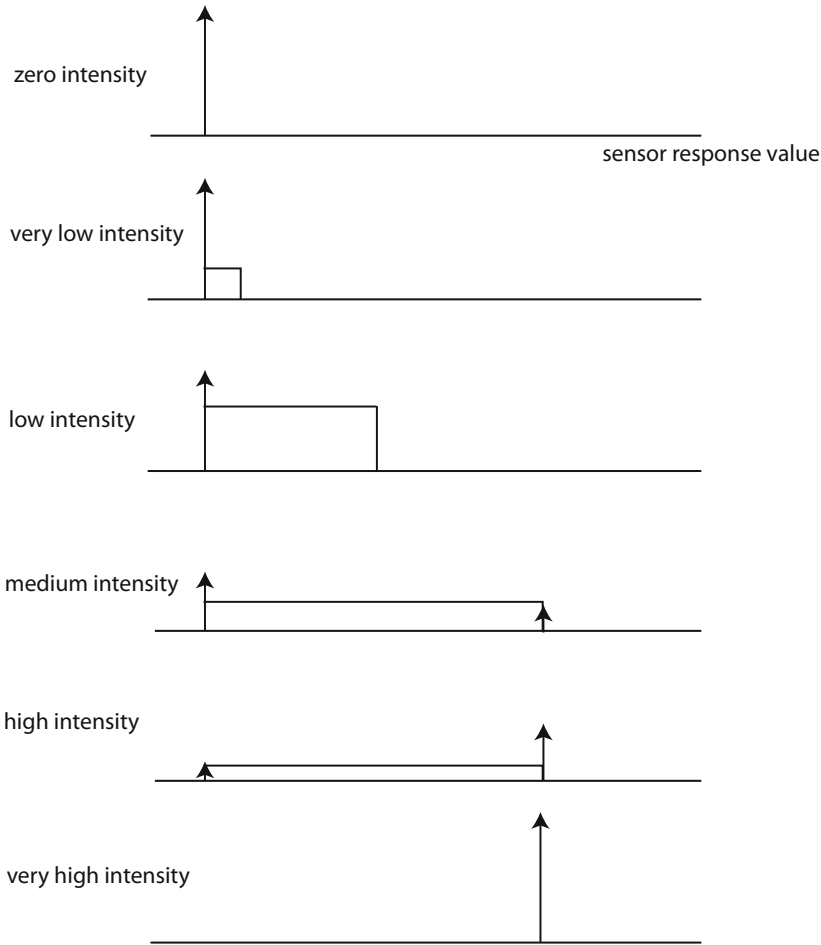 zero intensity
sensor response value
very low intensity
low intensity
medium intensity
high intensity
very high intensity